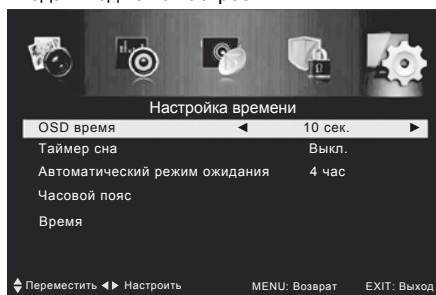 Настройка времени
OSD время ◀ 10 сек. ▶
Таймер сна Выкл.
Автоматический режим ожидания 4 час
Часовой пояс
Время
Переместить ◀▶ Настроить MENU: Возврат EXIT: Выход